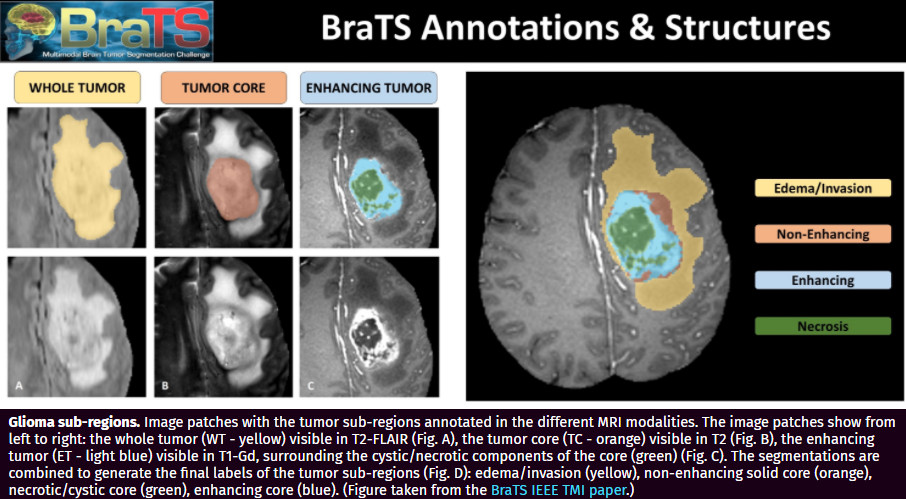 BraTS
Multimodal Brain Tumor Segmentation Challenge
BraTS Annotations & Structures
WHOLE TUMOR
TUMOR CORE
ENHANCING TUMOR
A
B
C
Edema/Invasion
Non-Enhancing
Enhancing
Necrosis
Glioma sub-regions. Image patches with the tumor sub-regions annotated in the different MRI modalities. The image patches show from
left to right: the whole tumor (WT - yellow) visible in T2-FLAIR (Fig. A), the tumor core (TC - orange) visible in T2 (Fig. B), the enhancing
tumor (ET - light blue) visible in T1-Gd, surrounding the cystic/necrotic components of the core (green) (Fig. C). The segmentations are
combined to generate the final labels of the tumor sub-regions (Fig. D): edema/invasion (yellow), non-enhancing solid core (orange),
necrotic/cystic core (green), enhancing core (blue). (Figure taken from the BraTS IEEE TMI paper.)